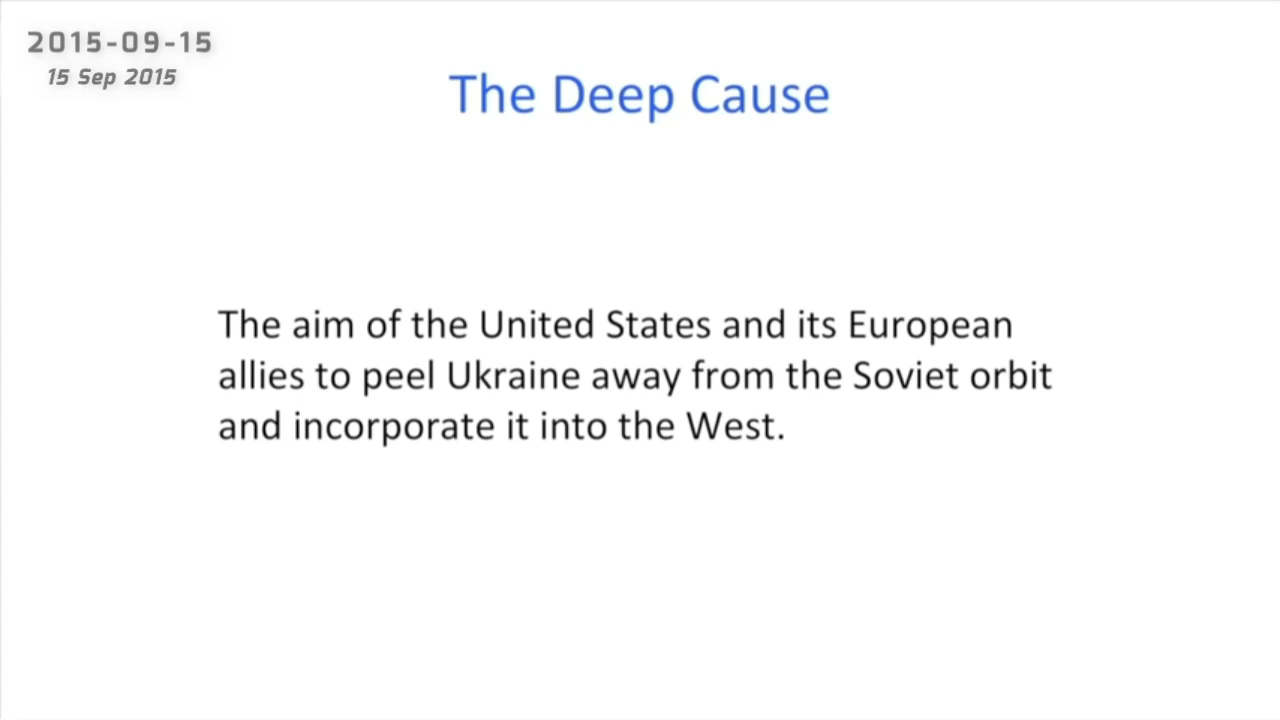 2015-09-15
15 Sep 2015
The Deep Cause
The aim of the United States and its European
allies to peel Ukraine away from the Soviet orbit
and incorporate it into the West.